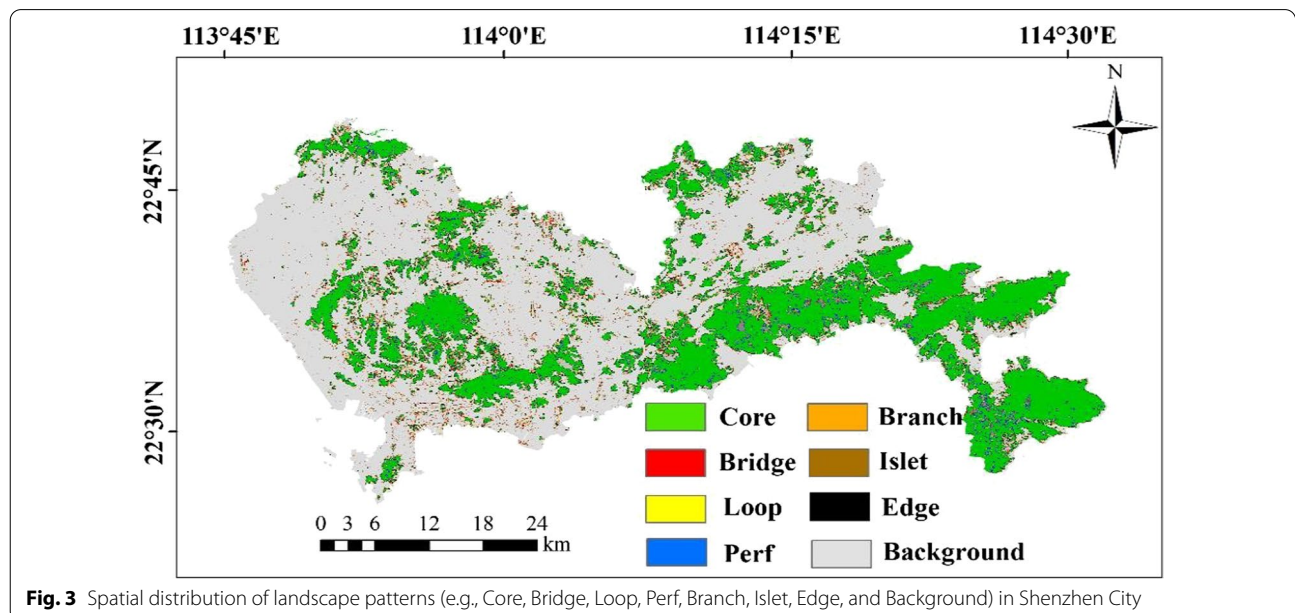 113°45'E 114°0'E 114°15'E 114°30'E
N
22°45'N
22°30'N
Core Branch
Bridge Islet
Loop Edge
Perf Background
0 3 6 12 18 24
km
Fig. 3 Spatial distribution of landscape patterns (e.g., Core, Bridge, Loop, Perf, Branch, Islet, Edge, and Background) in Shenzhen City